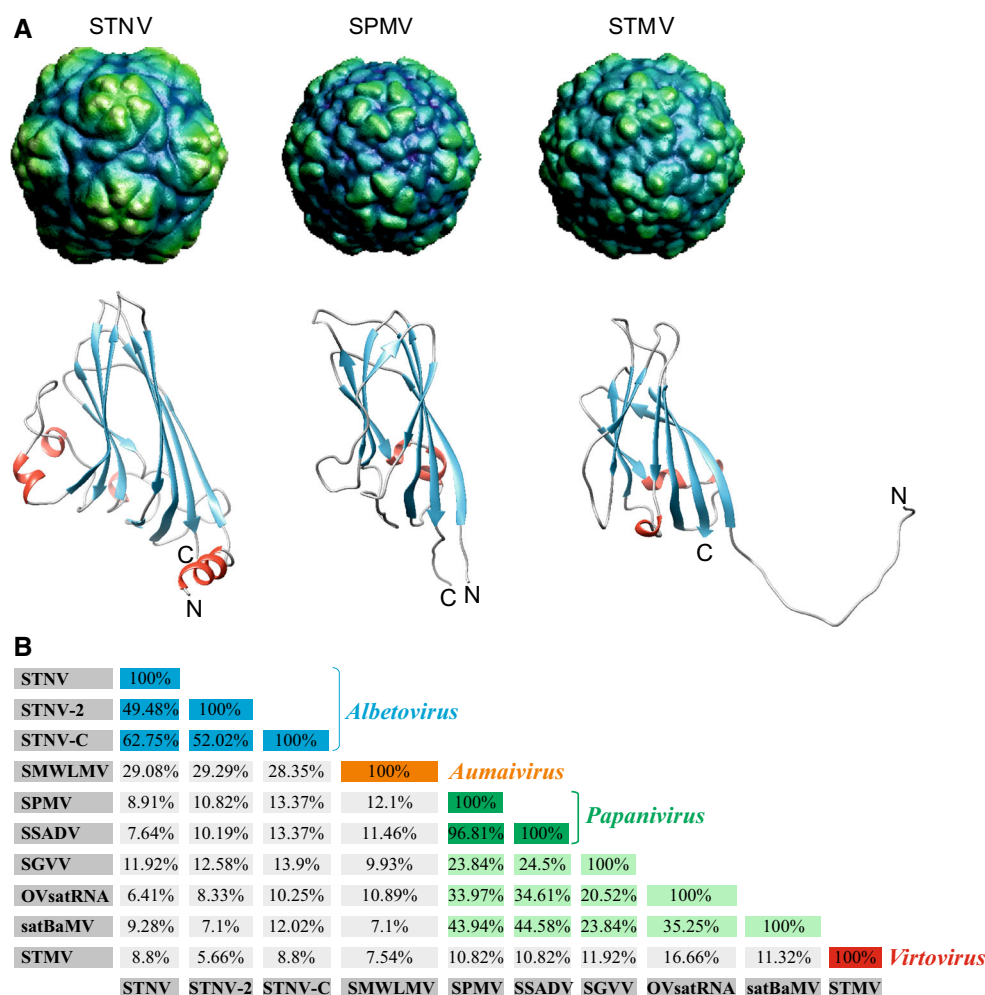 A
STNV SPMV STMV
N
C
C
C N
N
B
STNV 100%
STNV-2 49.48% 100% Albetovirus
STNV-C 62.75% 52.02% 100%
SMWLMV 29.08% 29.29% 28.35% 100% Aumaivirus
SPMV 8.91% 10.82% 13.37% 12.1% 100% Papanivirus
SSADV 7.64% 10.19% 13.37% 11.46% 96.81% 100%
SGVV 11.92% 12.58% 13.9% 9.93% 23.84% 24.5% 100%
OVsatRNA 6.41% 8.33% 10.25% 10.89% 33.97% 34.61% 20.52% 100%
satBaMV 9.28% 7.1% 12.02% 7.1% 43.94% 44.58% 23.84% 35.25% 100%
STMV 8.8% 5.66% 8.8% 7.54% 10.82% 10.82% 11.92% 16.66% 11.32% 100% Virtovirus
STNV STNV-2 STNV-C SMWLMV SPMV SSADV SGVV OVsatRNA satBaMV STMV